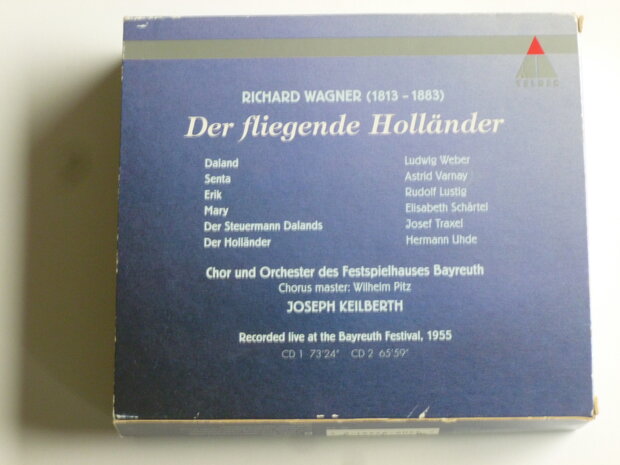 TELDEC
RICHARD WAGNER (1813 – 1883)
Der fliegende Holländer
Daland Ludwig Weber
Senta Astrid Varnay
Erik Rudolf Lustig
Mary Elisabeth Schärtel
Der Steuermann Dalands Josef Traxel
Der Holländer Hermann Uhde
Chor und Orchester des Festspielhauses Bayreuth
Chorus master: Wilhelm Pitz
JOSEPH KEILBERTH
Recorded live at the Bayreuth Festival, 1955
CD 1 73'24" CD 2 65'59"